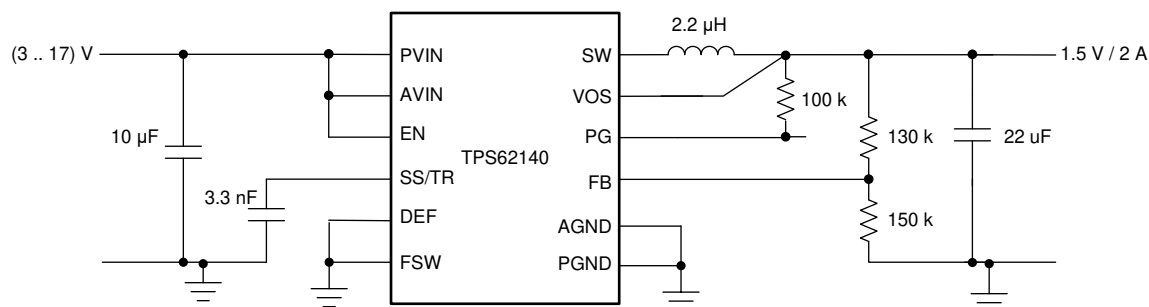 2.2 µH
(3 .. 17) V
PVIN
SW
1.5 V / 2 A
AVIN
VOS
100 k
10 µF
EN
PG
130 k
22 uF
TPS62140
3.3 nF
SS/TR
FB
DEF
AGND
150 k
FSW
PGND